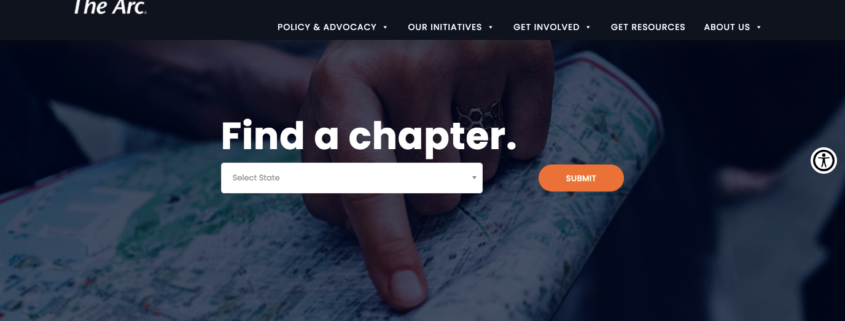 The Arc.
POLICY & ADVOCACY OUR INITIATIVES GET INVOLVED GET RESOURCES ABOUT US
Find a chapter.
Select State
SUBMIT